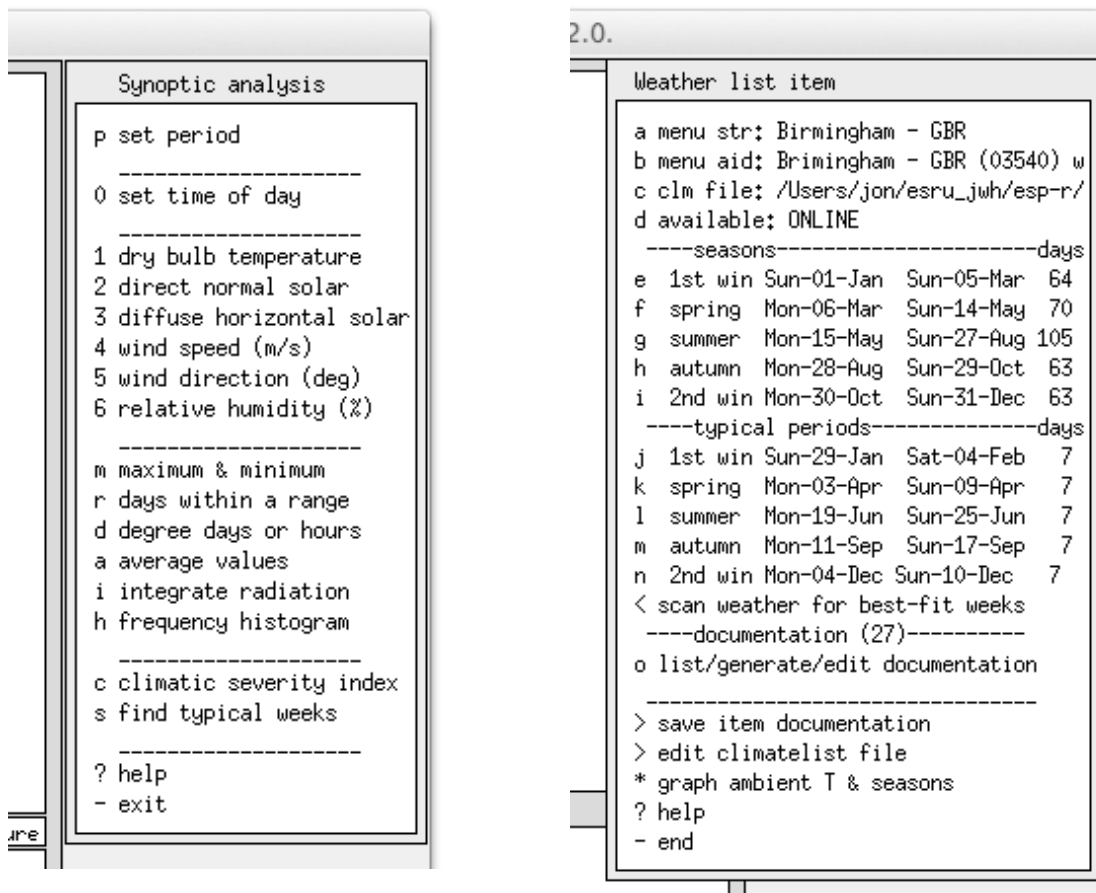 Synoptic analysis
p set period
0 set time of day
1 dry bulb temperature
2 direct normal solar
3 diffuse horizontal solar
4 wind speed (m/s)
5 wind direction (deg)
6 relative humidity (%)
m maximum & minimum
r days within a range
d degree days or hours
a average values
i integrate radiation
h frequency histogram
c climatic severity index
s find typical weeks
? help
- exit
ure
2.0.
Weather list item
a menu str: Birmingham - GBR
b menu aid: Brimingham - GBR (03540) w
c clm file: /Users/jon/esru_jwh/esp-r/
d available: ONLINE
----seasons----------------------days
e 1st win Sun-01-Jan Sun-05-Mar 64
f spring Mon-06-Mar Sun-14-May 70
g summer Mon-15-May Sun-27-Aug 105
h autumn Mon-28-Aug Sun-29-Oct 63
i 2nd win Mon-30-Oct Sun-31-Dec 63
----typical periods--------------days
j 1st win Sun-29-Jan Sat-04-Feb 7
k spring Mon-03-Apr Sun-09-Apr 7
l summer Mon-19-Jun Sun-25-Jun 7
m autumn Mon-11-Sep Sun-17-Sep 7
n 2nd win Mon-04-Dec Sun-10-Dec 7
< scan weather for best-fit weeks
----documentation (27)----------
o list/generate/edit documentation
> save item documentation
> edit climatelist file
* graph ambient T & seasons
? help
- end